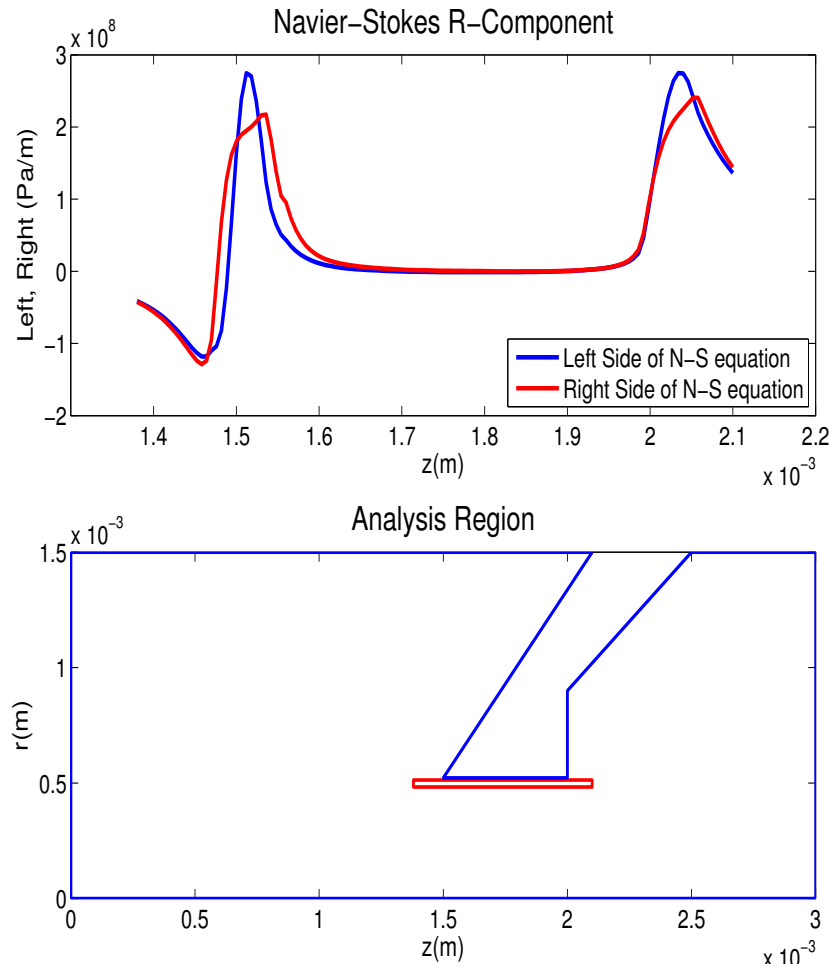 Navier−Stokes R−Component
x 10^8
3
2
1
0
−1
−2
Left, Right (Pa/m)
Left Side of N−S equation
Right Side of N−S equation
1.4 1.5 1.6 1.7 1.8 1.9 2 2.1 2.2
z(m)
x 10^−3
Analysis Region
x 10^−3
1.5
1
0.5
0
r(m)
0 0.5 1 1.5 2 2.5 3
z(m)
x 10^−3